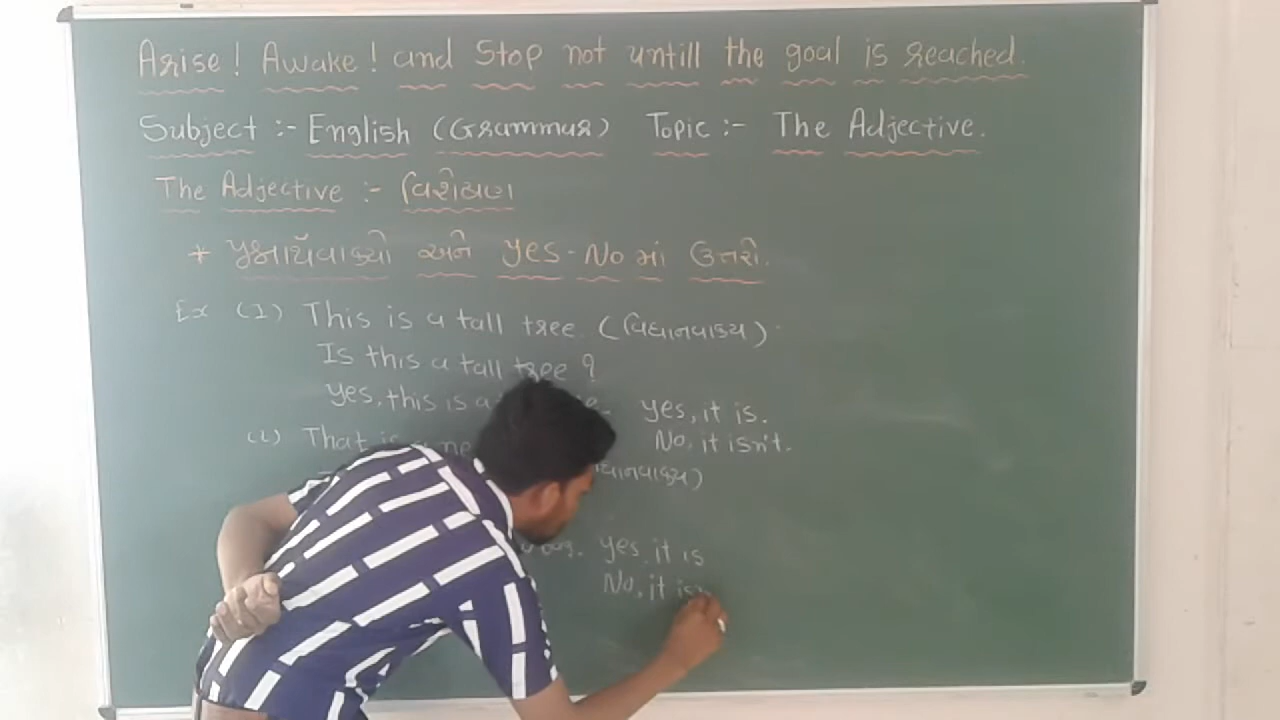 Arise! Awake! and Stop not untill the goal is reached.
Subject :- English (Grammar) Topic :- The Adjective.
The Adjective :- વિશેષણ
* પ્રશ્નાર્થવાક્યો અને Yes-No માં ઉત્તરો.
Ex (1) This is a tall tree. (વિધાનવાક્ય)
Is this a tall tree ?
yes, this is a yes, it is.
No, it isn't.
(2) That is a
yes, it is
No, it